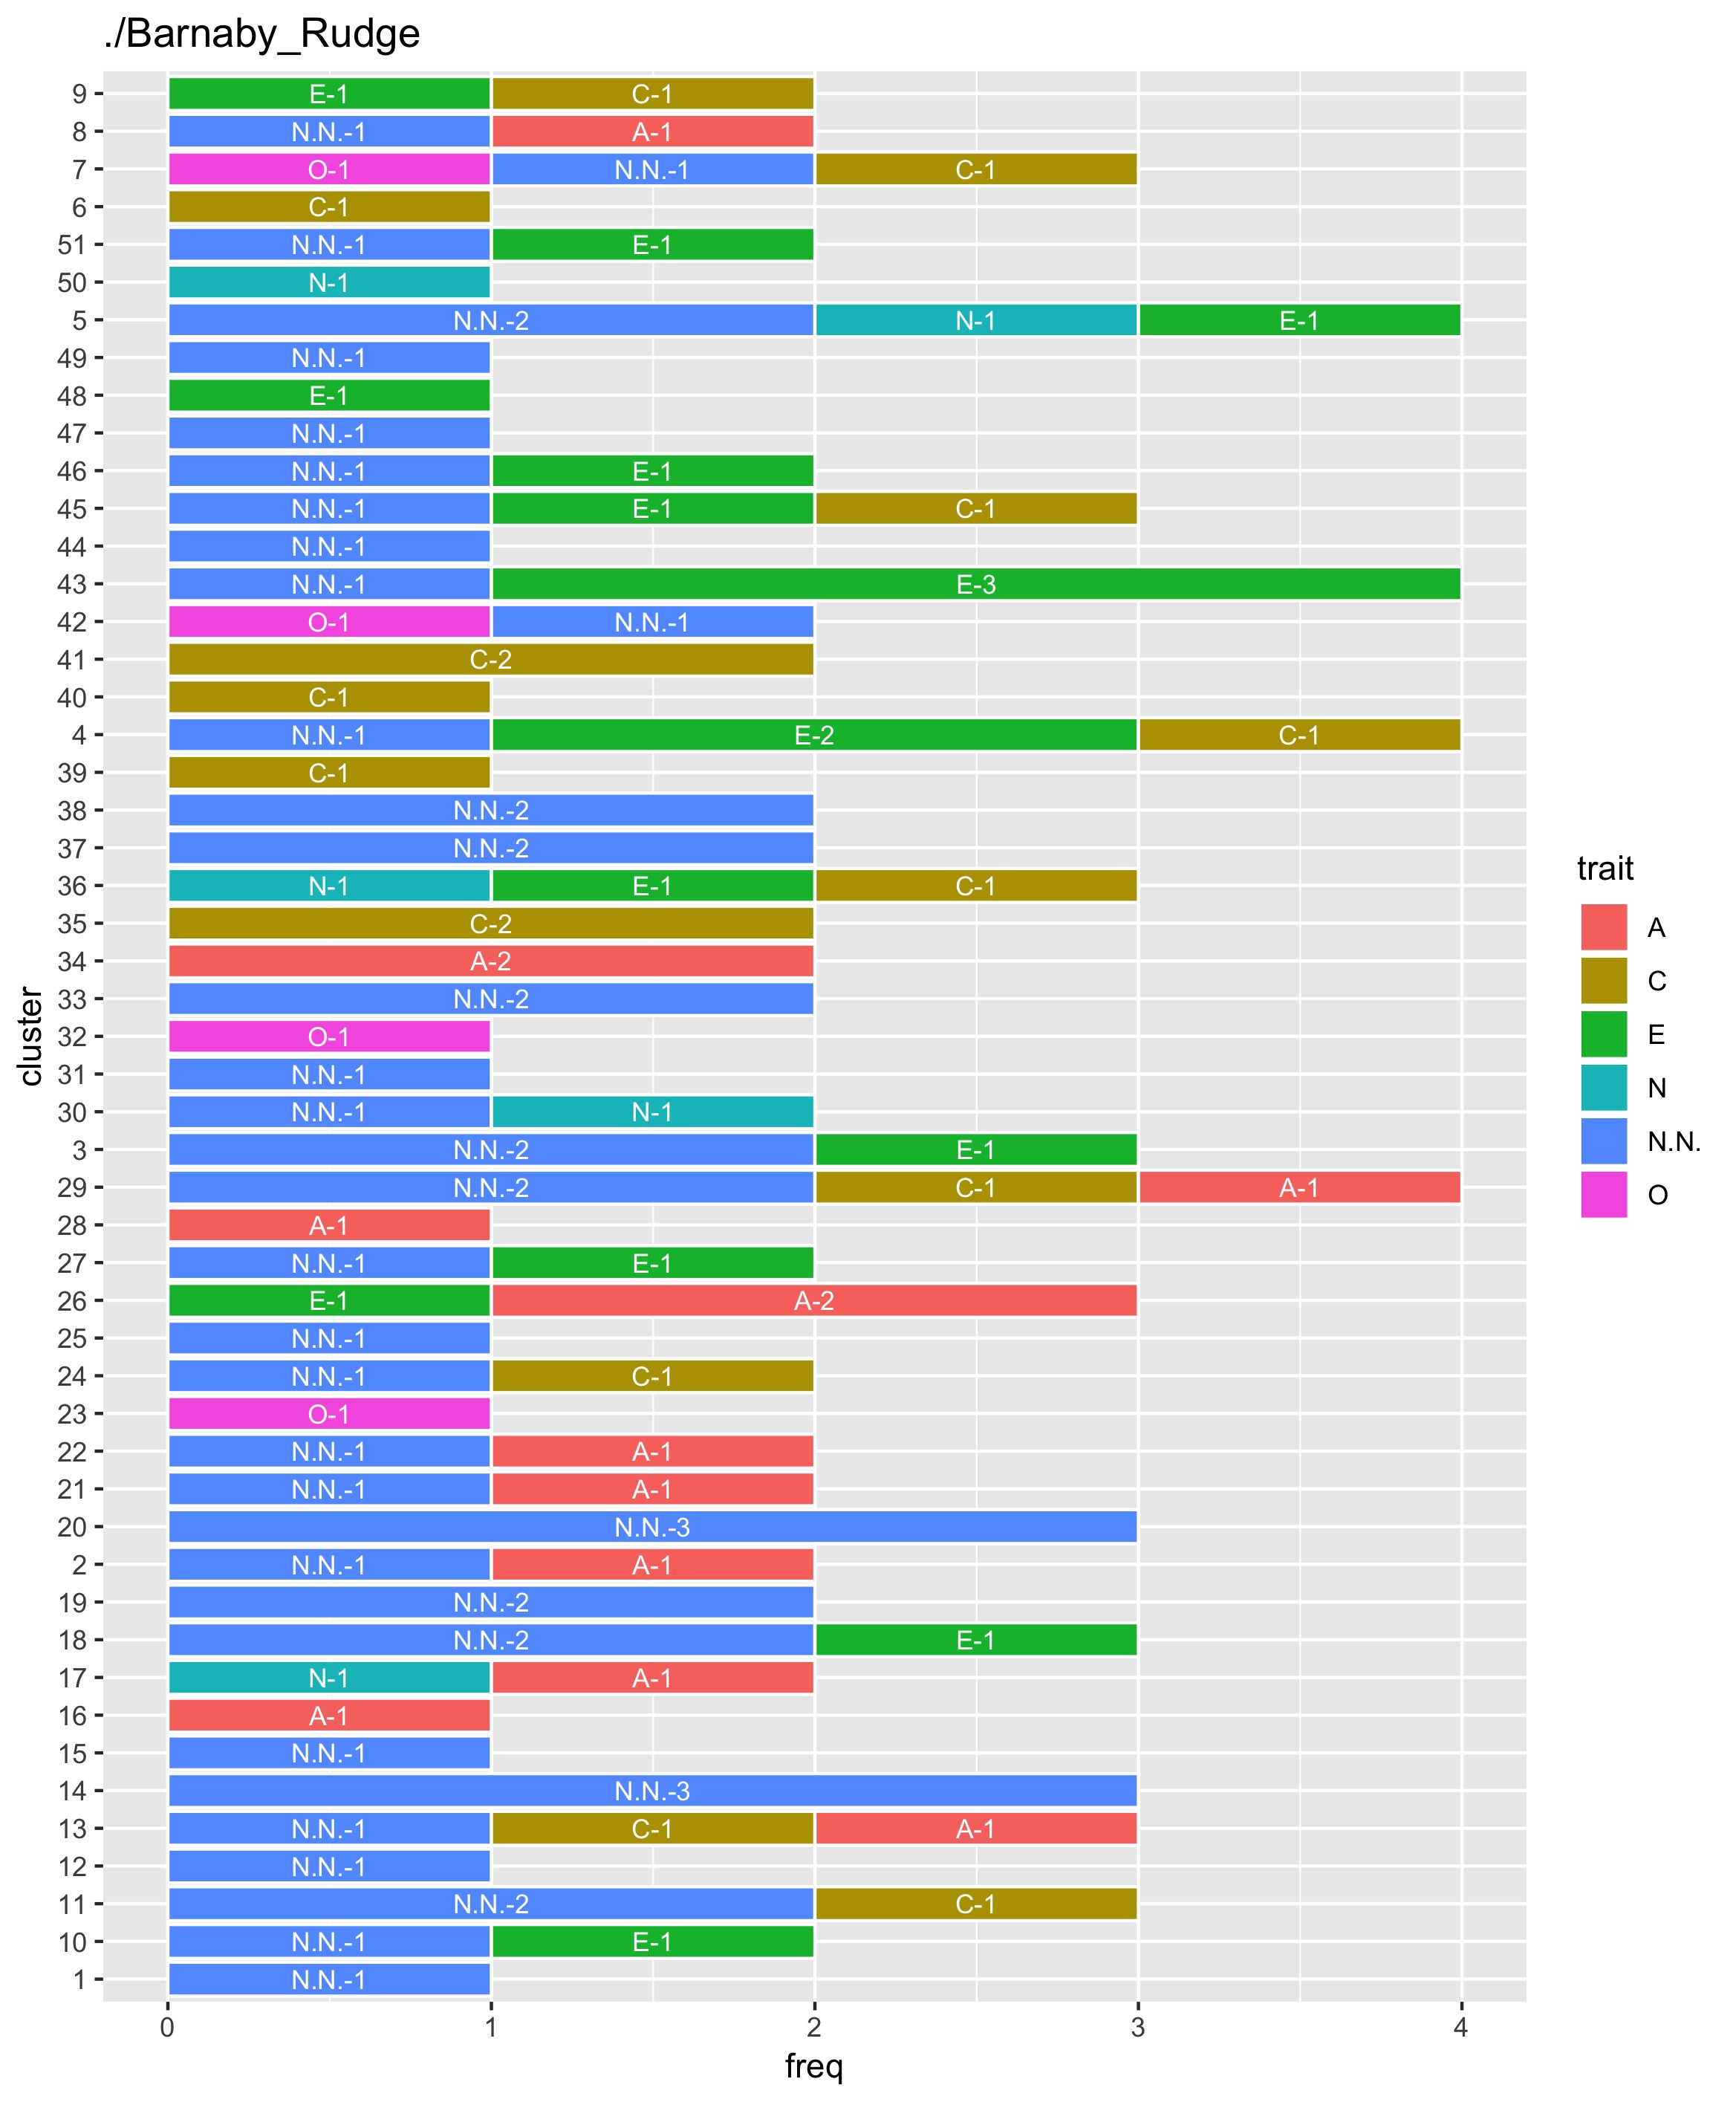 ./Barnaby_Rudge
9 E-1 C-1
8 N.N.-1 A-1
7 O-1 N.N.-1 C-1
6 C-1
51 N.N.-1 E-1
50 N-1
5 N.N.-2 N-1 E-1
49 N.N.-1
48 E-1
47 N.N.-1
46 N.N.-1 E-1
45 N.N.-1 E-1 C-1
44 N.N.-1
43 N.N.-1 E-3
42 O-1 N.N.-1
41 C-2
40 C-1
4 N.N.-1 E-2 C-1
39 C-1
38 N.N.-2
37 N.N.-2
36 N-1 E-1 C-1
35 C-2
34 A-2
33 N.N.-2
32 O-1
31 N.N.-1
30 N.N.-1 N-1
3 N.N.-2 E-1
29 N.N.-2 C-1 A-1
28 A-1
27 N.N.-1 E-1
26 E-1 A-2
25 N.N.-1
24 N.N.-1 C-1
23 O-1
22 N.N.-1 A-1
21 N.N.-1 A-1
20 N.N.-3
2 N.N.-1 A-1
19 N.N.-2
18 N.N.-2 E-1
17 N-1 A-1
16 A-1
15 N.N.-1
14 N.N.-3
13 N.N.-1 C-1 A-1
12 N.N.-1
11 N.N.-2 C-1
10 N.N.-1 E-1
1 N.N.-1
0 1 2 3 4
freq
cluster
trait
A
C
E
N
N.N.
O